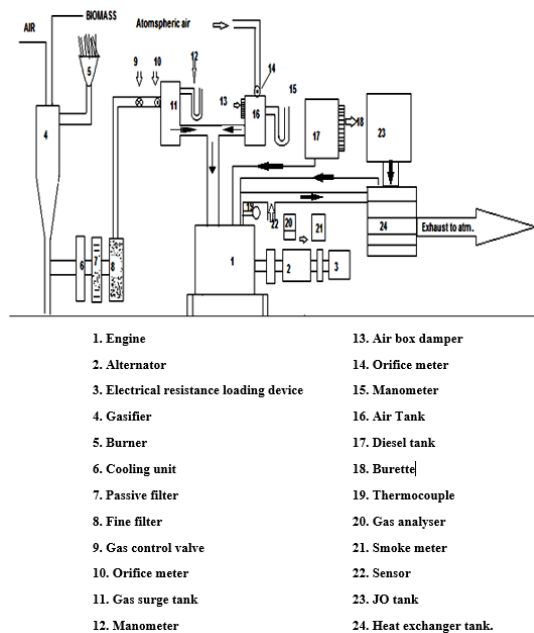 BIOMASS
AIR
Atomspheric air
14
9
10
12
13
15
5
11
16
17
18
23
4
19
22
20
21
24
Exhaust to atm.
6
7
8
1
2
3
1. Engine
2. Alternator
3. Electrical resistance loading device
4. Gasifier
5. Burner
6. Cooling unit
7. Passive filter
8. Fine filter
9. Gas control valve
10. Orifice meter
11. Gas surge tank
12. Manometer
13. Air box damper
14. Orifice meter
15. Manometer
16. Air Tank
17. Diesel tank
18. Burette
19. Thermocouple
20. Gas analyser
21. Smoke meter
22. Sensor
23. JO tank
24. Heat exchanger tank.